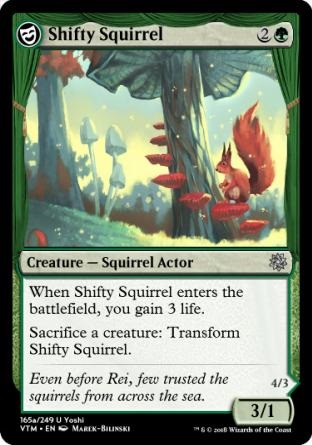 Shifty Squirrel 2
Creature — Squirrel Actor
When Shifty Squirrel enters the
battlefield, you gain 3 life.
Sacrifice a creature: Transform
Shifty Squirrel.
Even before Rei, few trusted the
squirrels from across the sea.
4/3
3/1
165a/249 U Yoshi
VTM • EN MAREK-BILINSKI
™ & © 2018 Wizards of the Coast